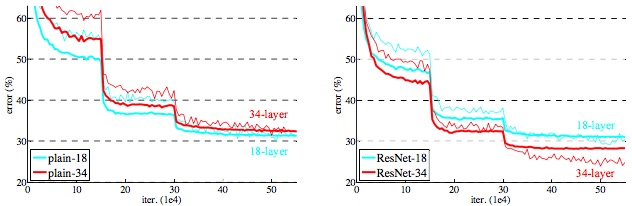 60
50
40
30
20
error (%)
0
10
20
30
40
50
iter. (1e4)
34-layer
18-layer
plain-18
plain-34
60
50
40
30
20
error (%)
0
10
20
30
40
50
iter. (1e4)
18-layer
34-layer
ResNet-18
ResNet-34